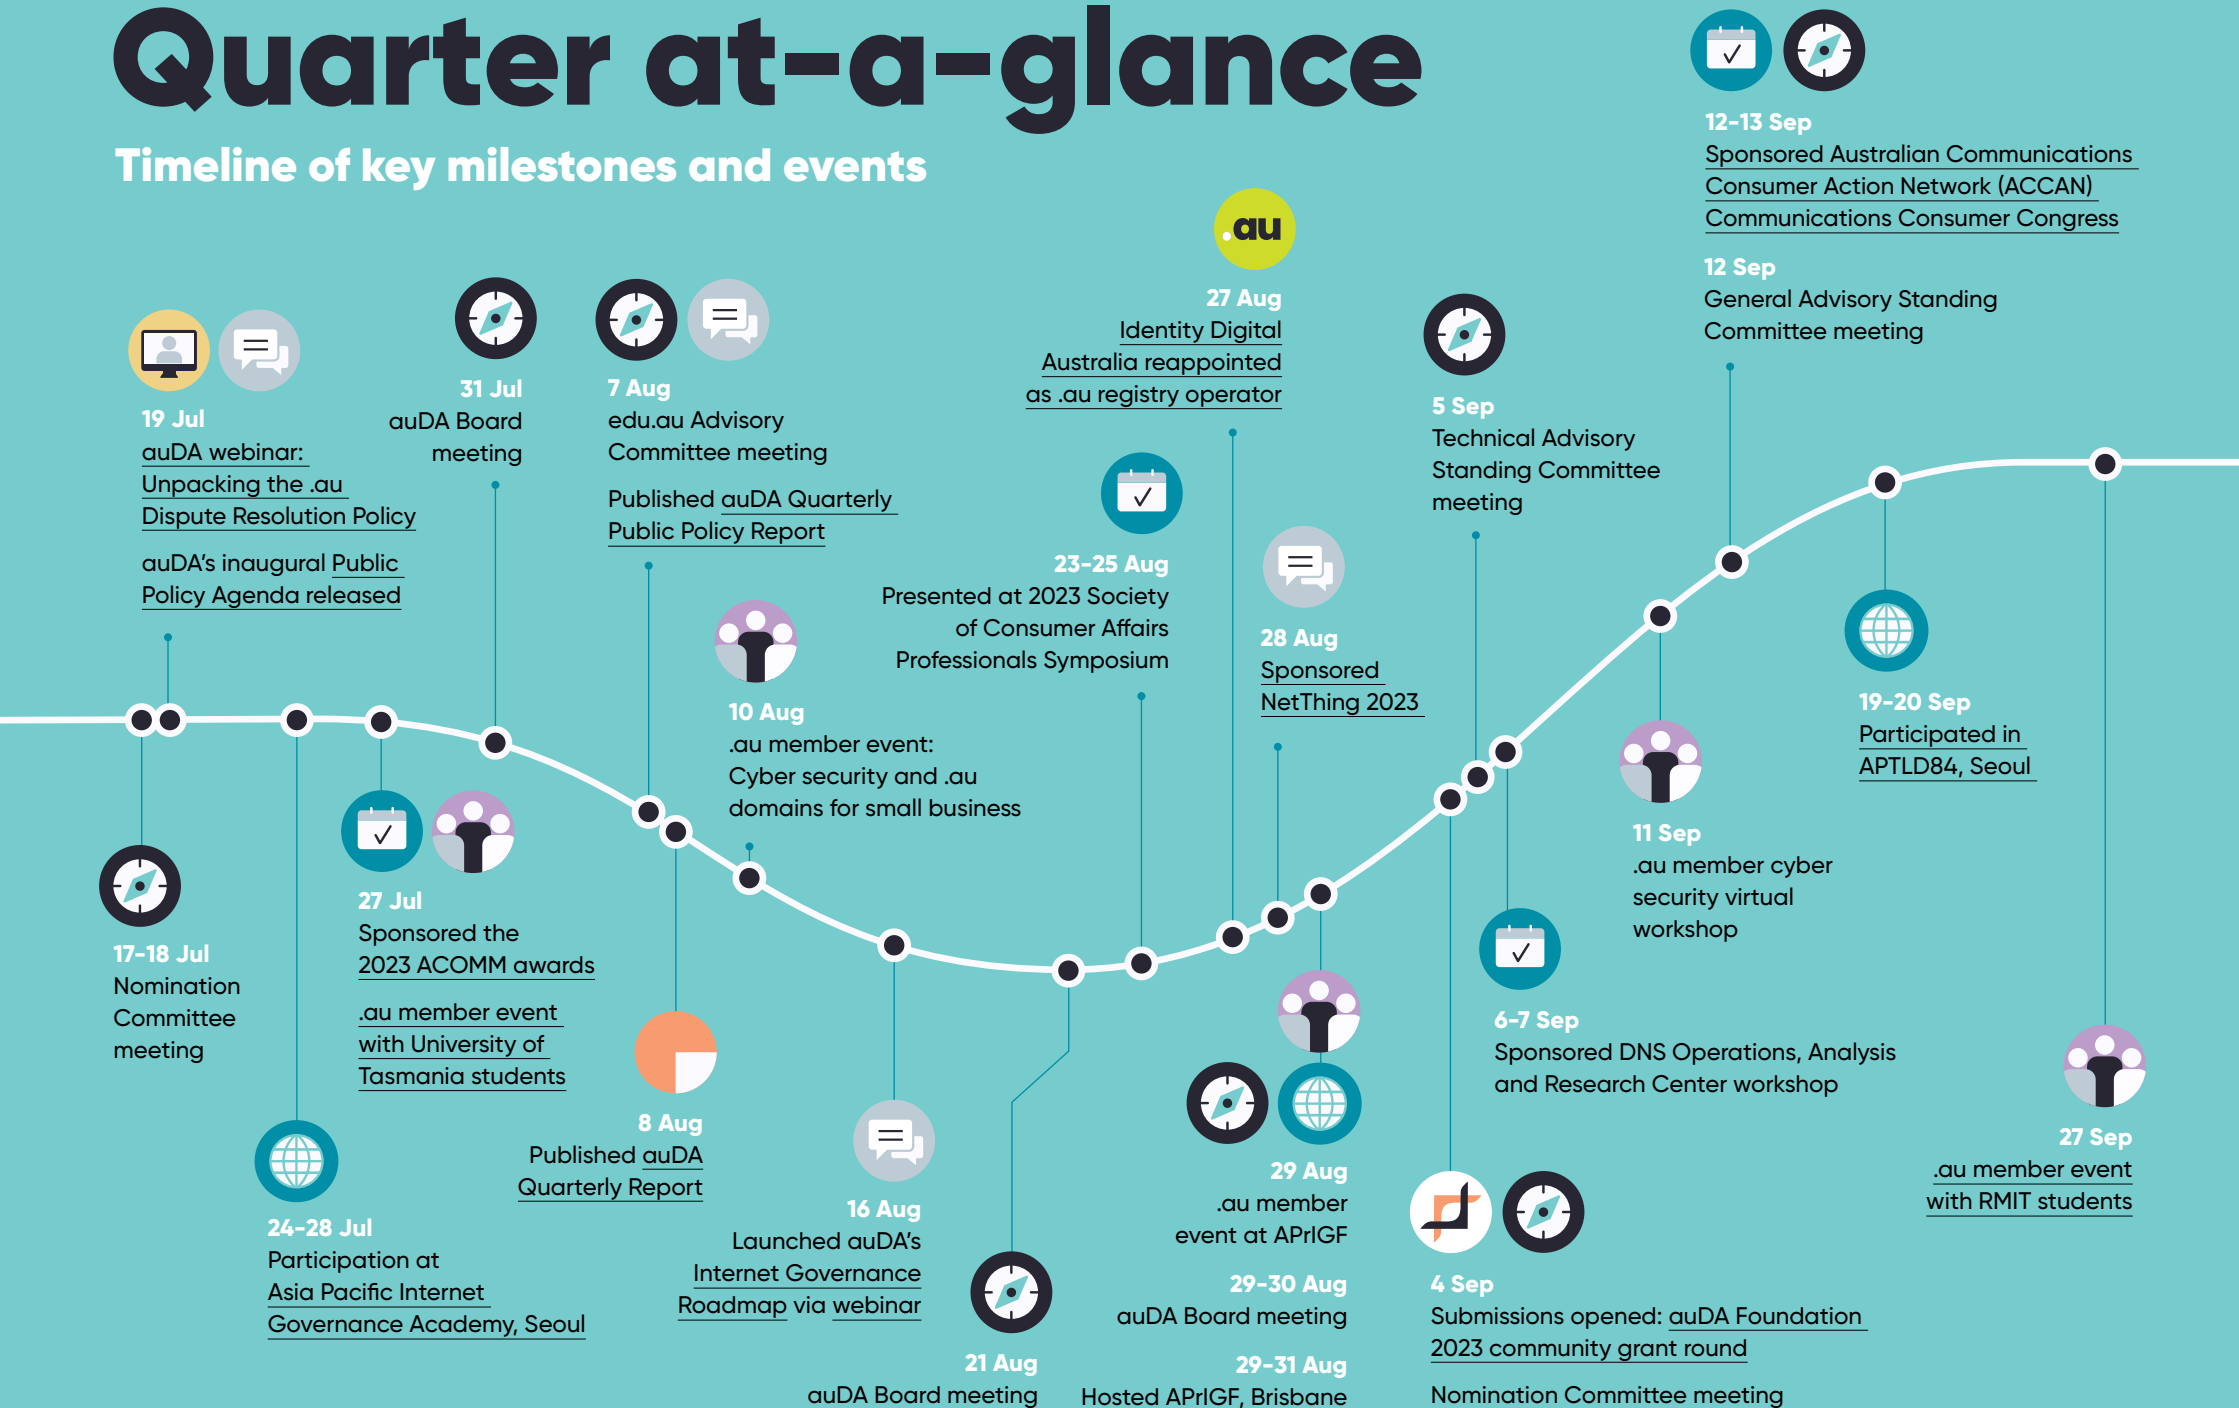 Quarter at-a-glance
Timeline of key milestones and events
19 Jul
auDA webinar:
Unpacking the .au
Dispute Resolution Policy
auDA's inaugural Public
Policy Agenda released
17-18 Jul
Nomination
Committee
meeting
24-28 Jul
Participation at
Asia Pacific Internet
Governance Academy, Seoul
27 Jul
Sponsored the
2023 ACOMM awards
.au member event
with University of
Tasmania students
31 Jul
auDA Board
meeting
7 Aug
edu.au Advisory
Committee meeting
Published auDA Quarterly
Public Policy Report
8 Aug
Published auDA
Quarterly Report
10 Aug
.au member event:
Cyber security and .au
domains for small business
16 Aug
Launched auDA's
Internet Governance
Roadmap via webinar
21 Aug
auDA Board meeting
23-25 Aug
Presented at 2023 Society
of Consumer Affairs
Professionals Symposium
.au
27 Aug
Identity Digital
Australia reappointed
as .au registry operator
28 Aug
Sponsored
NetThing 2023
29 Aug
.au member
event at APrIGF
29-30 Aug
auDA Board meeting
29-31 Aug
Hosted APrIGF, Brisbane
4 Sep
Submissions opened: auDA Foundation
2023 community grant round
Nomination Committee meeting
5 Sep
Technical Advisory
Standing Committee
meeting
6-7 Sep
Sponsored DNS Operations, Analysis
and Research Center workshop
11 Sep
.au member cyber
security virtual
workshop
12-13 Sep
Sponsored Australian Communications
Consumer Action Network (ACCAN)
Communications Consumer Congress
12 Sep
General Advisory Standing
Committee meeting
19-20 Sep
Participated in
APTLD84, Seoul
27 Sep
.au member event
with RMIT students